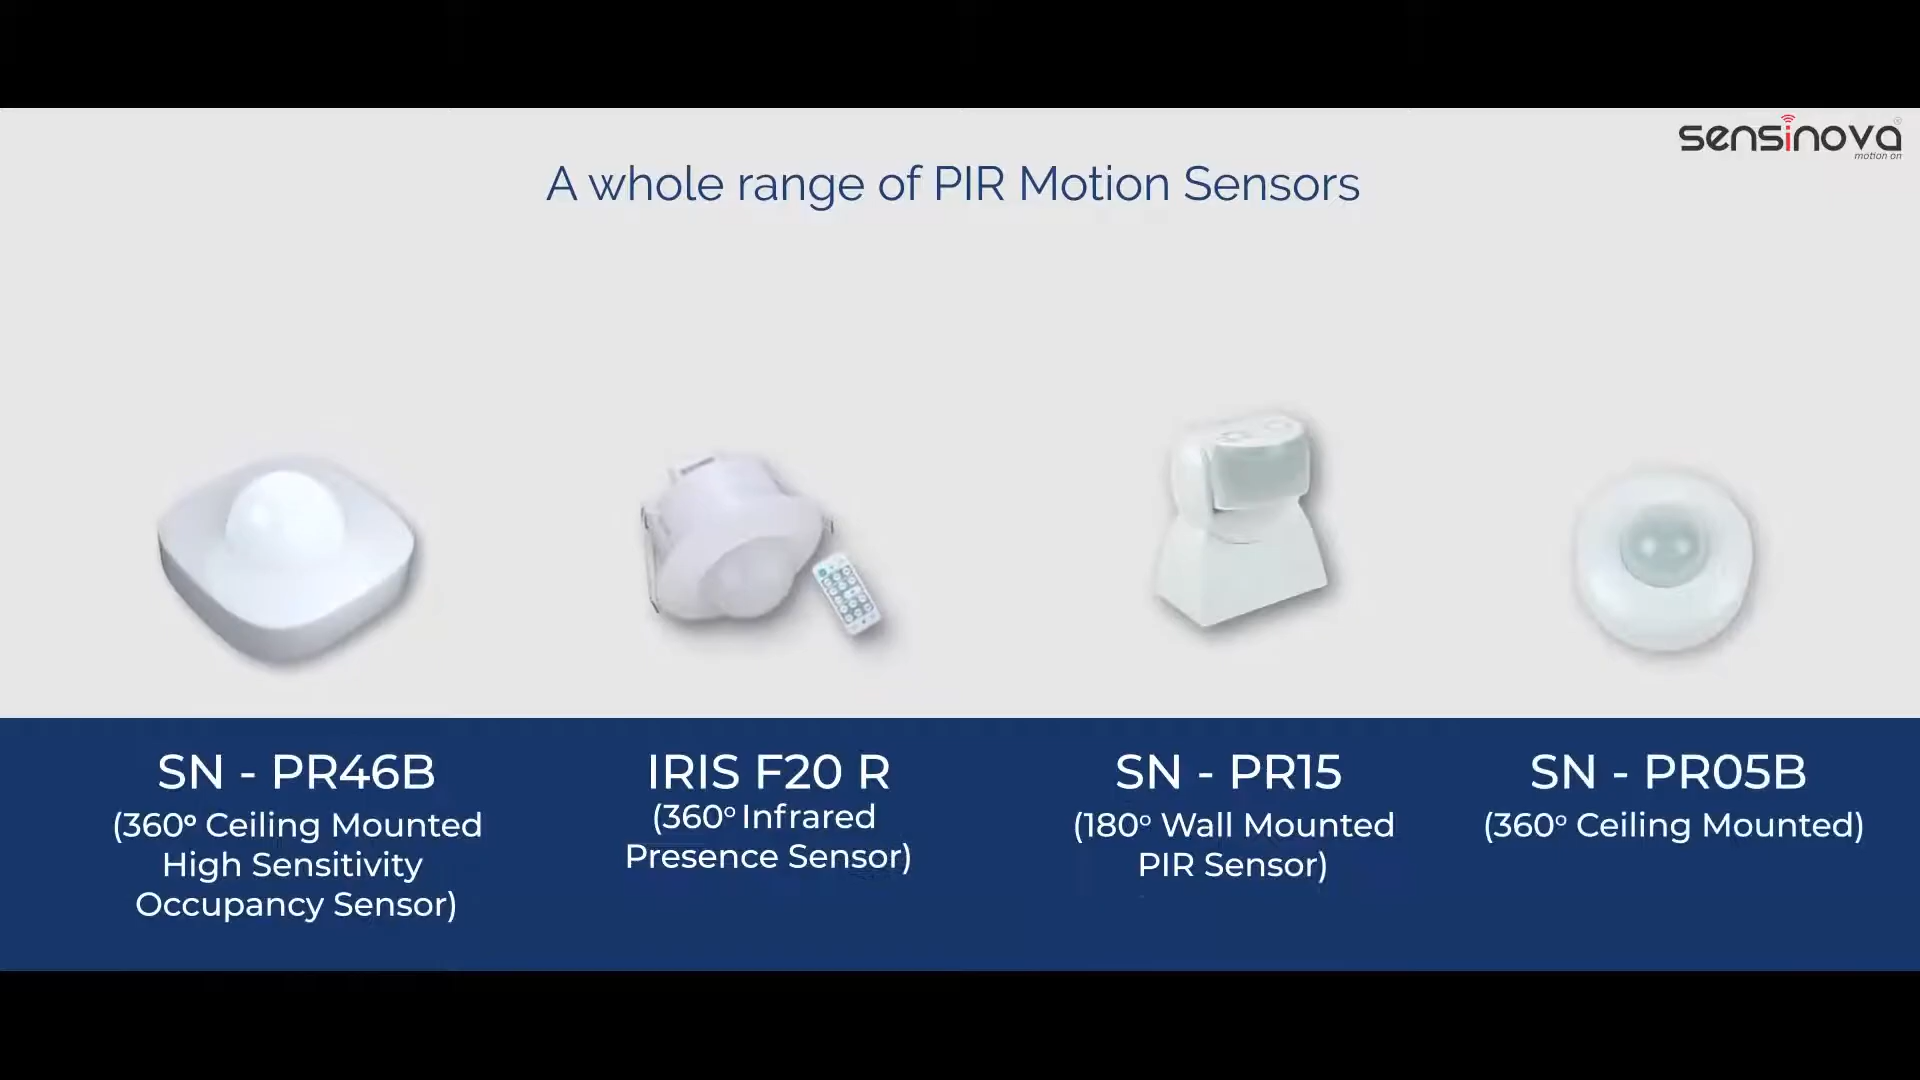 sensinova®
motion on
A whole range of PIR Motion Sensors
SN - PR46B
(360° Ceiling Mounted
High Sensitivity
Occupancy Sensor)
IRIS F20 R
(360° Infrared
Presence Sensor)
SN - PR15
(180° Wall Mounted
PIR Sensor)
SN - PR05B
(360° Ceiling Mounted)